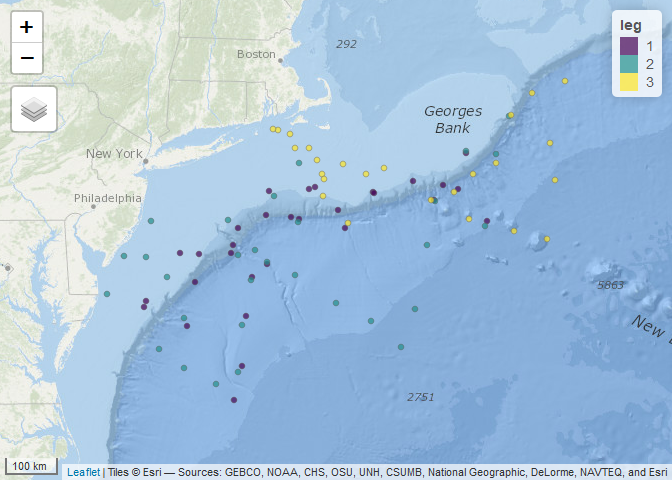 +
−
292
Boston
Georges
Bank
New York
Philadelphia
5863
New
2751
leg
1
2
3
100 km
Leaflet | Tiles © Esri — Sources: GEBCO, NOAA, CHS, OSU, UNH, CSUMB, National Geographic, DeLorme, NAVTEQ, and Esri